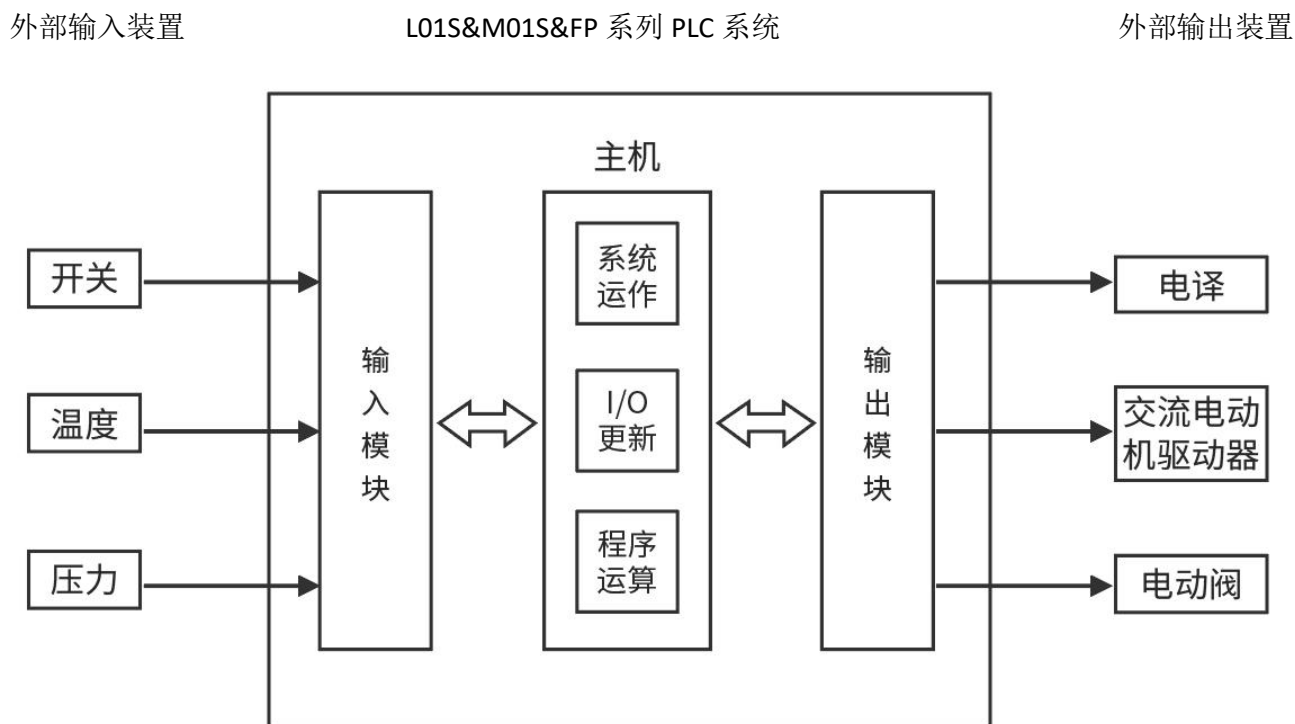 外部输入装置 L01S&M01S&FP 系列 PLC 系统 外部输出装置
主机
开关
温度
压力
输
入
模
块
系统
运作
I/O
更新
程序
运算
输
出
模
块
电译
交流电动
机驱动器
电动阀